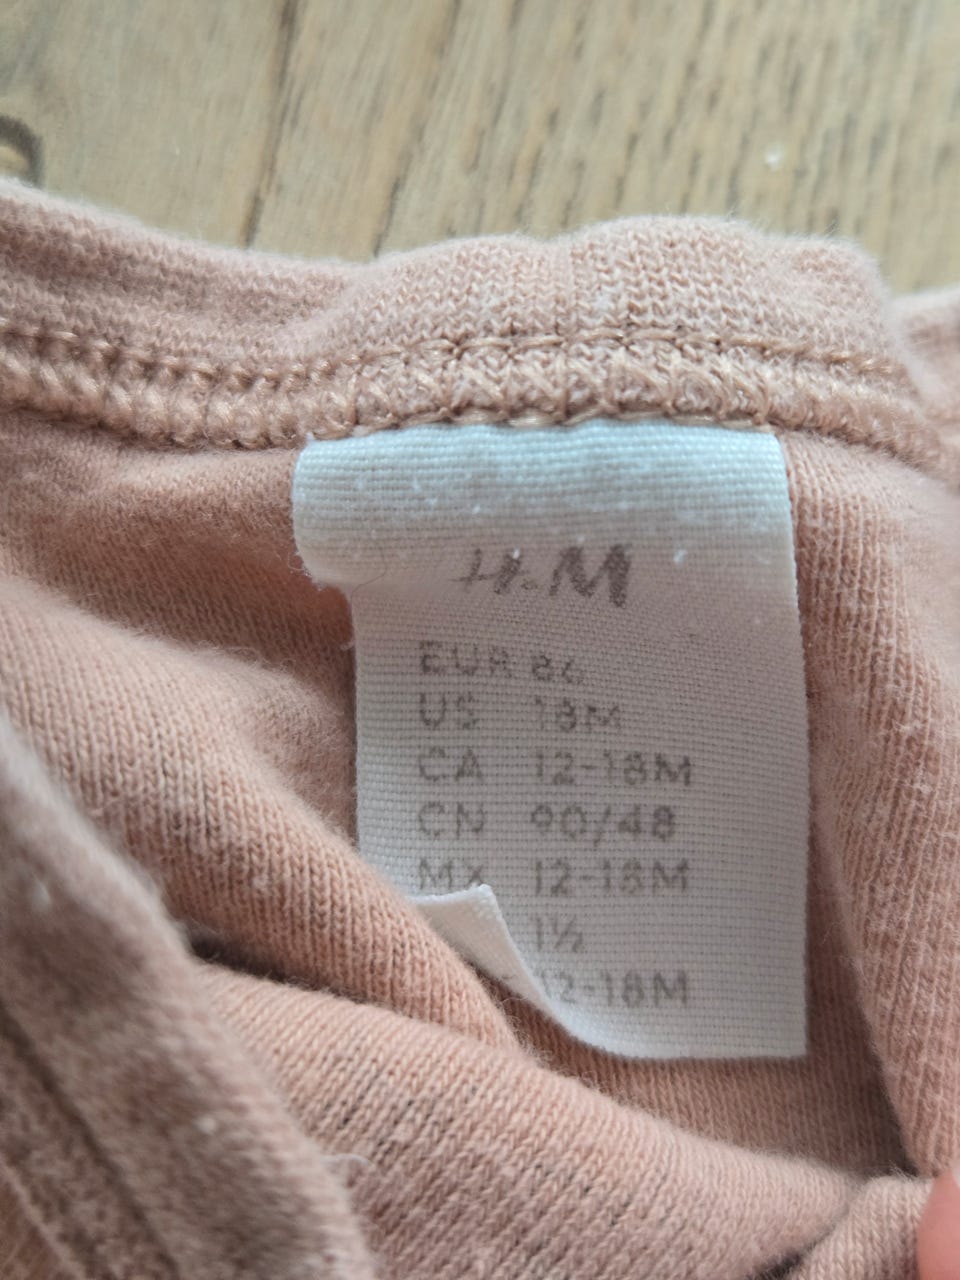 H&M
EUR 86
US 18M
CA 12-18M
CN 90/48
MX 12-18M
1½
12-18M